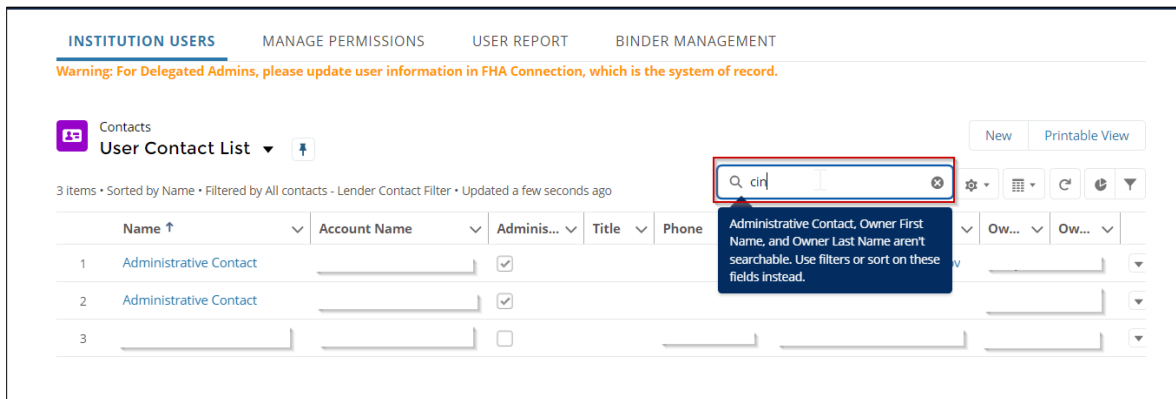 INSTITUTION USERS MANAGE PERMISSIONS USER REPORT BINDER MANAGEMENT
Warning: For Delegated Admins, please update user information in FHA Connection, which is the system of record.
Contacts
User Contact List
New Printable View
3 items • Sorted by Name • Filtered by All contacts - Lender Contact Filter • Updated a few seconds ago
cin
Name ↑ Account Name Adminis... Title Phone Ow... Ow...
Administrative Contact, Owner First
Name, and Owner Last Name aren't
searchable. Use filters or sort on these
fields instead.
1 Administrative Contact
2 Administrative Contact
3